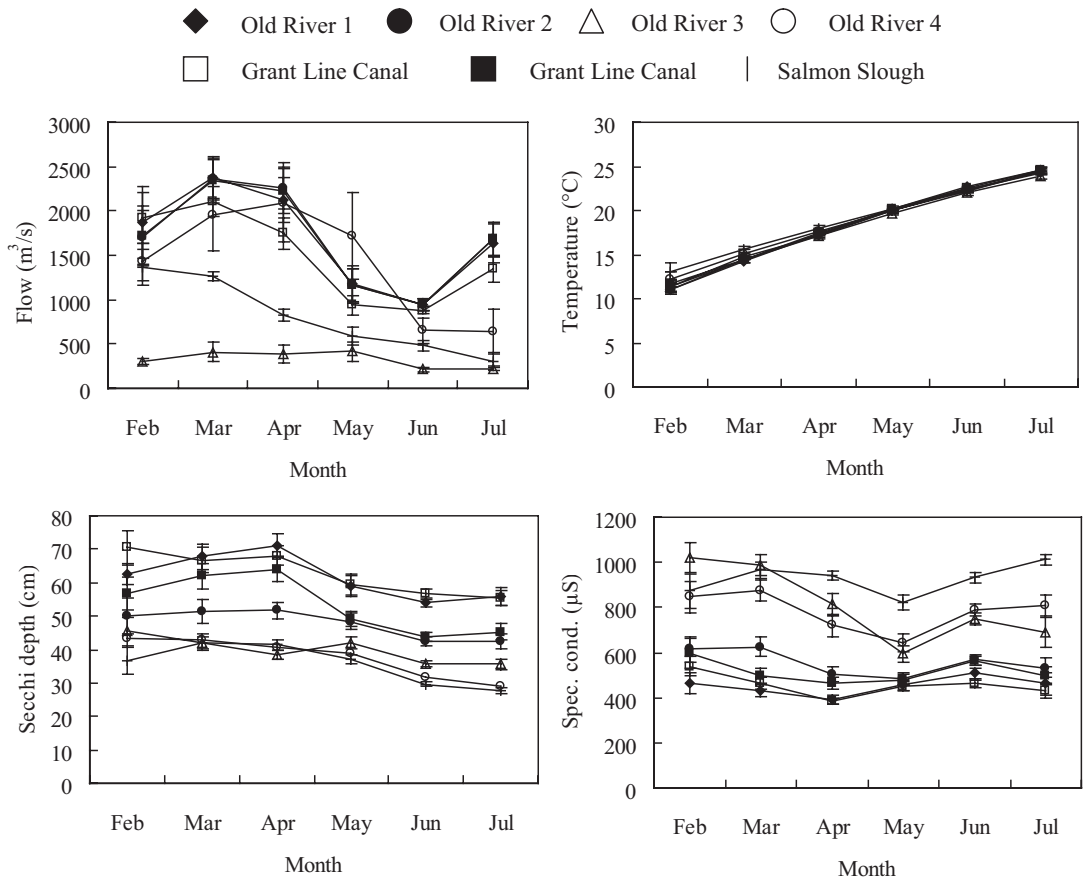 Old River 1 Old River 2 Old River 3 Old River 4
Grant Line Canal Grant Line Canal Salmon Slough
Flow (m³/s)
3000
2500
2000
1500
1000
500
0
Feb Mar Apr May Jun Jul
Month
Temperature (°C)
30
25
20
15
10
5
0
Feb Mar Apr May Jun Jul
Month
Secchi depth (cm)
80
70
60
50
40
30
20
10
0
Feb Mar Apr May Jun Jul
Month
Spec. cond. (µS)
1200
1000
800
600
400
200
0
Feb Mar Apr May Jun Jul
Month